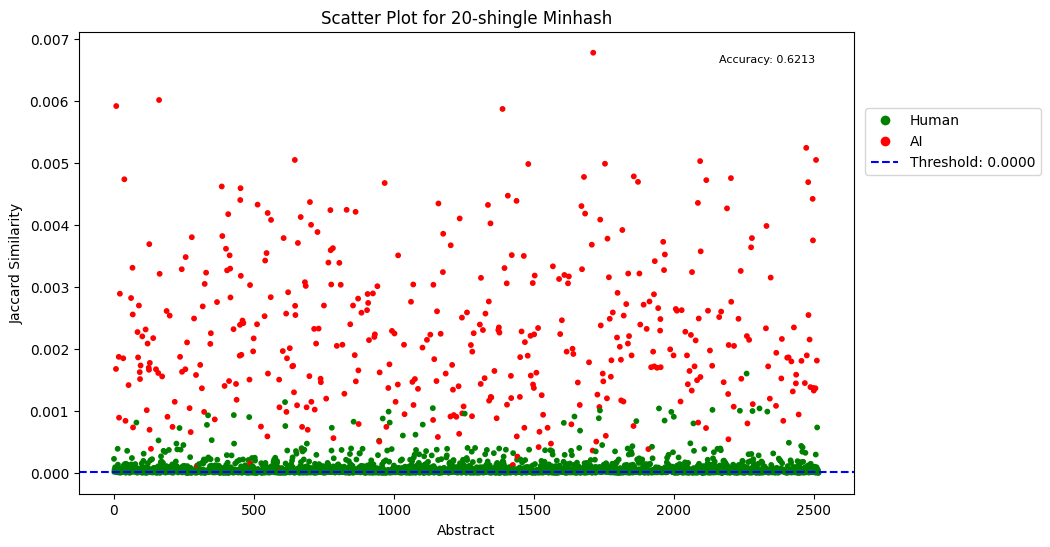 Scatter Plot for 20-shingle Minhash
Accuracy: 0.6213
Human
AI
Threshold: 0.0000
Jaccard Similarity
0.007
0.006
0.005
0.004
0.003
0.002
0.001
0.000
0
500
1000
1500
2000
2500
Abstract